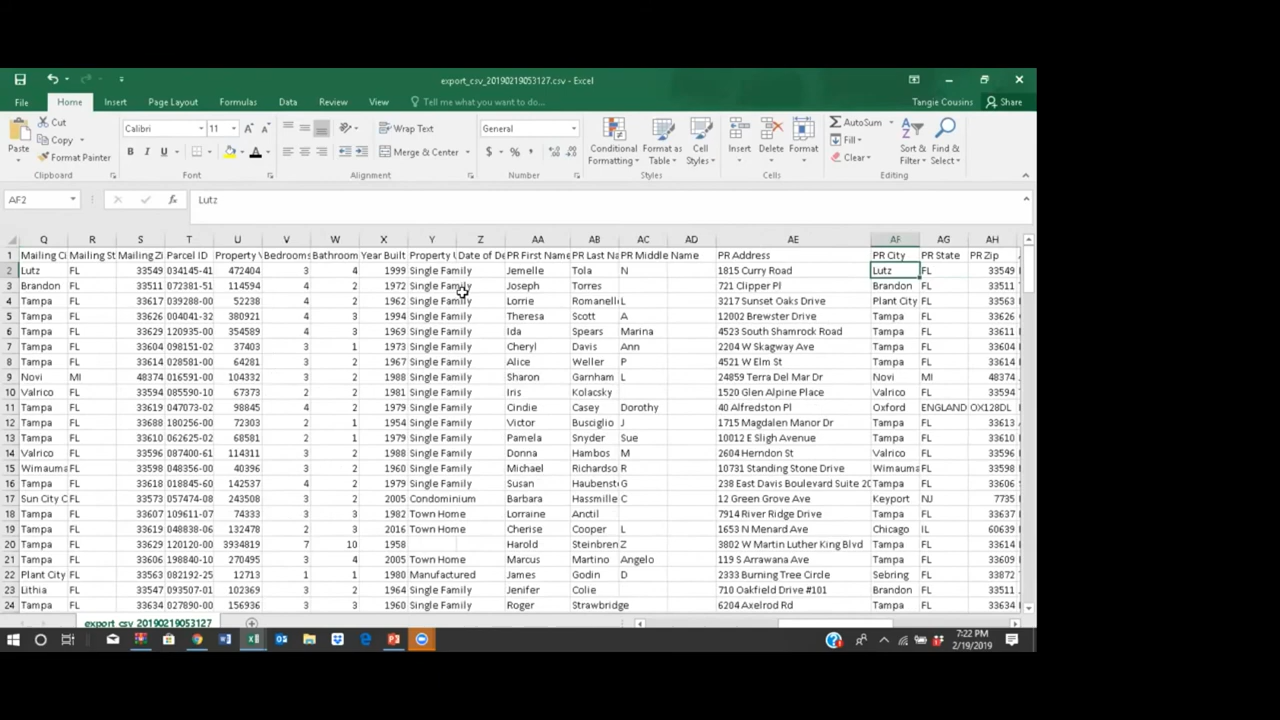 export_csv_20190219053127.csv - Excel
File Home Insert Page Layout Formulas Data Review View Tell me what you want to do... Tangie Cousins Share
Cut Calibri 11 Wrap Text General AutoSum
Copy Fill
Paste Format Painter B I U A Merge & Center $ % , Conditional Formatting Format as Table Cell Styles Insert Delete Format Clear Sort & Filter Find & Select
Clipboard Font Alignment Number Styles Cells Editing
AF2 fx Lutz
Q R S T U V W X Y Z AA AB AC AD AE AF AG AH
1 Mailing Ci Mailing St Mailing Zi Parcel ID Property V Bedrooms Bathroom Year Built Property U Date of De PR First Name PR Last Na PR Middle Name PR Address PR City PR State PR Zip
2 Lutz FL 33549 034145-41 472404 3 4 1999 Single Family Jemelle Tola N 1815 Curry Road Lutz FL 33549
3 Brandon FL 33511 072381-51 114594 4 2 1972 Single Family Joseph Torres 721 Clipper Pl Brandon FL 33511
4 Tampa FL 33617 039288-00 52238 4 2 1962 Single Family Lorrie Romanelli L 3217 Sunset Oaks Drive Plant City FL 33566
5 Tampa FL 33626 004041-32 380921 4 3 1994 Single Family Theresa Scott A 12002 Brewster Drive Tampa FL 33626
6 Tampa FL 33629 120935-00 354589 4 3 1969 Single Family Ida Spears Marina 4523 South Shamrock Road Tampa FL 33611
7 Tampa FL 33604 098151-02 37403 3 1 1973 Single Family Cheryl Davis Ann 2204 W Skagway Ave Tampa FL 33604
8 Tampa FL 33614 028581-00 64281 3 2 1967 Single Family Alice Weller P 4521 W Elm St Tampa FL 33614
9 Novi MI 48374 016591-00 104332 3 2 1988 Single Family Sharon Garnham L 24859 Terra Del Mar Dr Novi MI 48374
10 Valrico FL 33594 085590-10 67373 2 2 1981 Single Family Iris Kolacsky 1520 Glen Alpine Place Valrico FL 33594
11 Tampa FL 33619 047073-02 98845 4 2 1979 Single Family Cindie Casey Dorothy 40 Alfredston Pl Oxford ENGLAND OX128DL
12 Tampa FL 33688 180256-00 72303 2 1 1954 Single Family Victor Busciglio J 1715 Magdalen Manor Dr Tampa FL 33613
13 Tampa FL 33610 062625-02 68581 2 1 1979 Single Family Pamela Snyder Sue 10012 E Sligh Avenue Tampa FL 33610
14 Valrico FL 33596 087400-61 114311 3 2 1988 Single Family Donna Hambos M 2604 Herndon St Valrico FL 33596
15 Wimauma FL 33598 048356-00 40396 3 2 1960 Single Family Michael Richardso R 10731 Standing Stone Drive Wimauma FL 33598
16 Tampa FL 33606 018845-60 142537 4 2 1979 Single Family Susan Haubenst G 238 East Davis Boulevard Suite 20 Tampa FL 33606
17 Sun City C FL 33573 057474-08 243508 3 2 2005 Condominium Barbara Hassmille C 12 Green Grove Ave Keyport NJ 7735
18 Tampa FL 33607 109611-07 74333 3 3 1982 Town Home Lorraine Anctil 7914 River Ridge Drive Tampa FL
19 Tampa FL 33619 048838-06 132478 2 3 2016 Town Home Cherise Cooper L 1653 N Menard Ave Chicago IL 60639
20 Tampa FL 33629 120120-00 3934819 7 10 1958 Harold Steinbren Z 3802 W Martin Luther King Blvd Tampa FL 33614
21 Tampa FL 33606 198840-10 270495 3 4 2005 Town Home Marcus Martino Angelo 119 S Arrawana Ave Tampa FL 33609
22 Plant City FL 33563 082192-25 12713 1 1 1980 Manufactured James Godin D 2333 Burning Tree Circle Sebring FL 33872
23 Lithia FL 33547 093507-01 102369 3 2 1964 Single Family Jenifer Colie 710 Oakfield Drive #101 Brandon FL 33511
24 Tampa FL 33634 027890-00 156936 3 3 1960 Single Family Roger Strawbridge 6204 Axelrod Rd Tampa FL 33634
export_csv_20190219053127
7:22 PM
2/19/2019